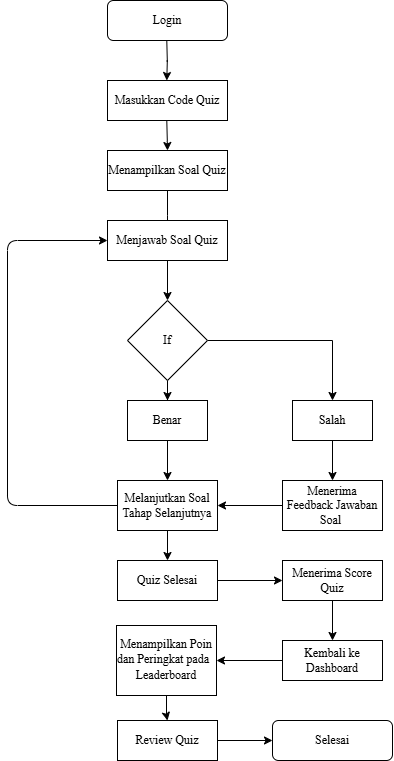 Login
Masukkan Code Quiz
Menampilkan Soal Quiz
Menjawab Soal Quiz
If
Benar
Salah
Melanjutkan Soal
Tahap Selanjutnya
Menerima
Feedback Jawaban
Soal
Quiz Selesai
Menerima Score
Quiz
Menampilkan Poin
dan Peringkat pada
Leaderboard
Kembali ke
Dashboard
Review Quiz
Selesai